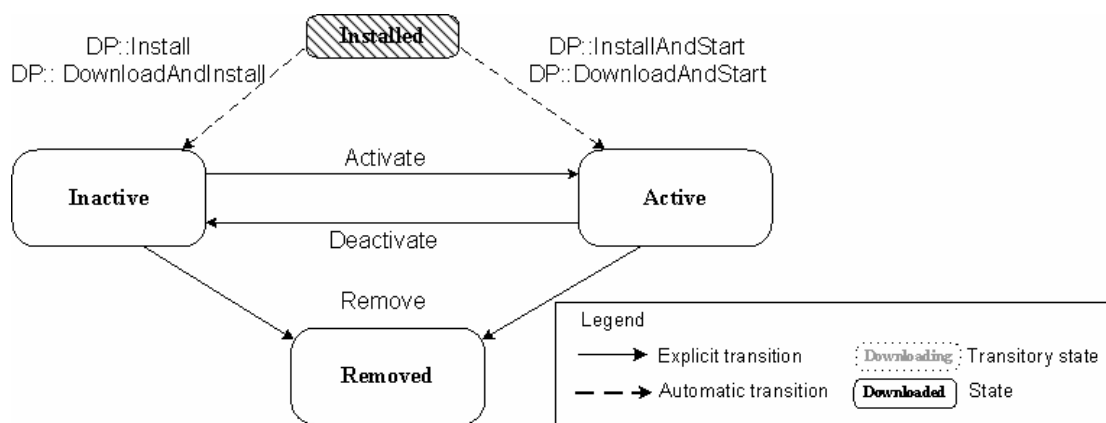 Installed
DP::Install
DP:: DownloadAndInstall
DP::InstallAndStart
DP::DownloadAndStart
Activate
Inactive
Active
Deactivate
Remove
Removed
Legend
Explicit transition
Downloading
Transitory state
Automatic transition
Downloaded
State